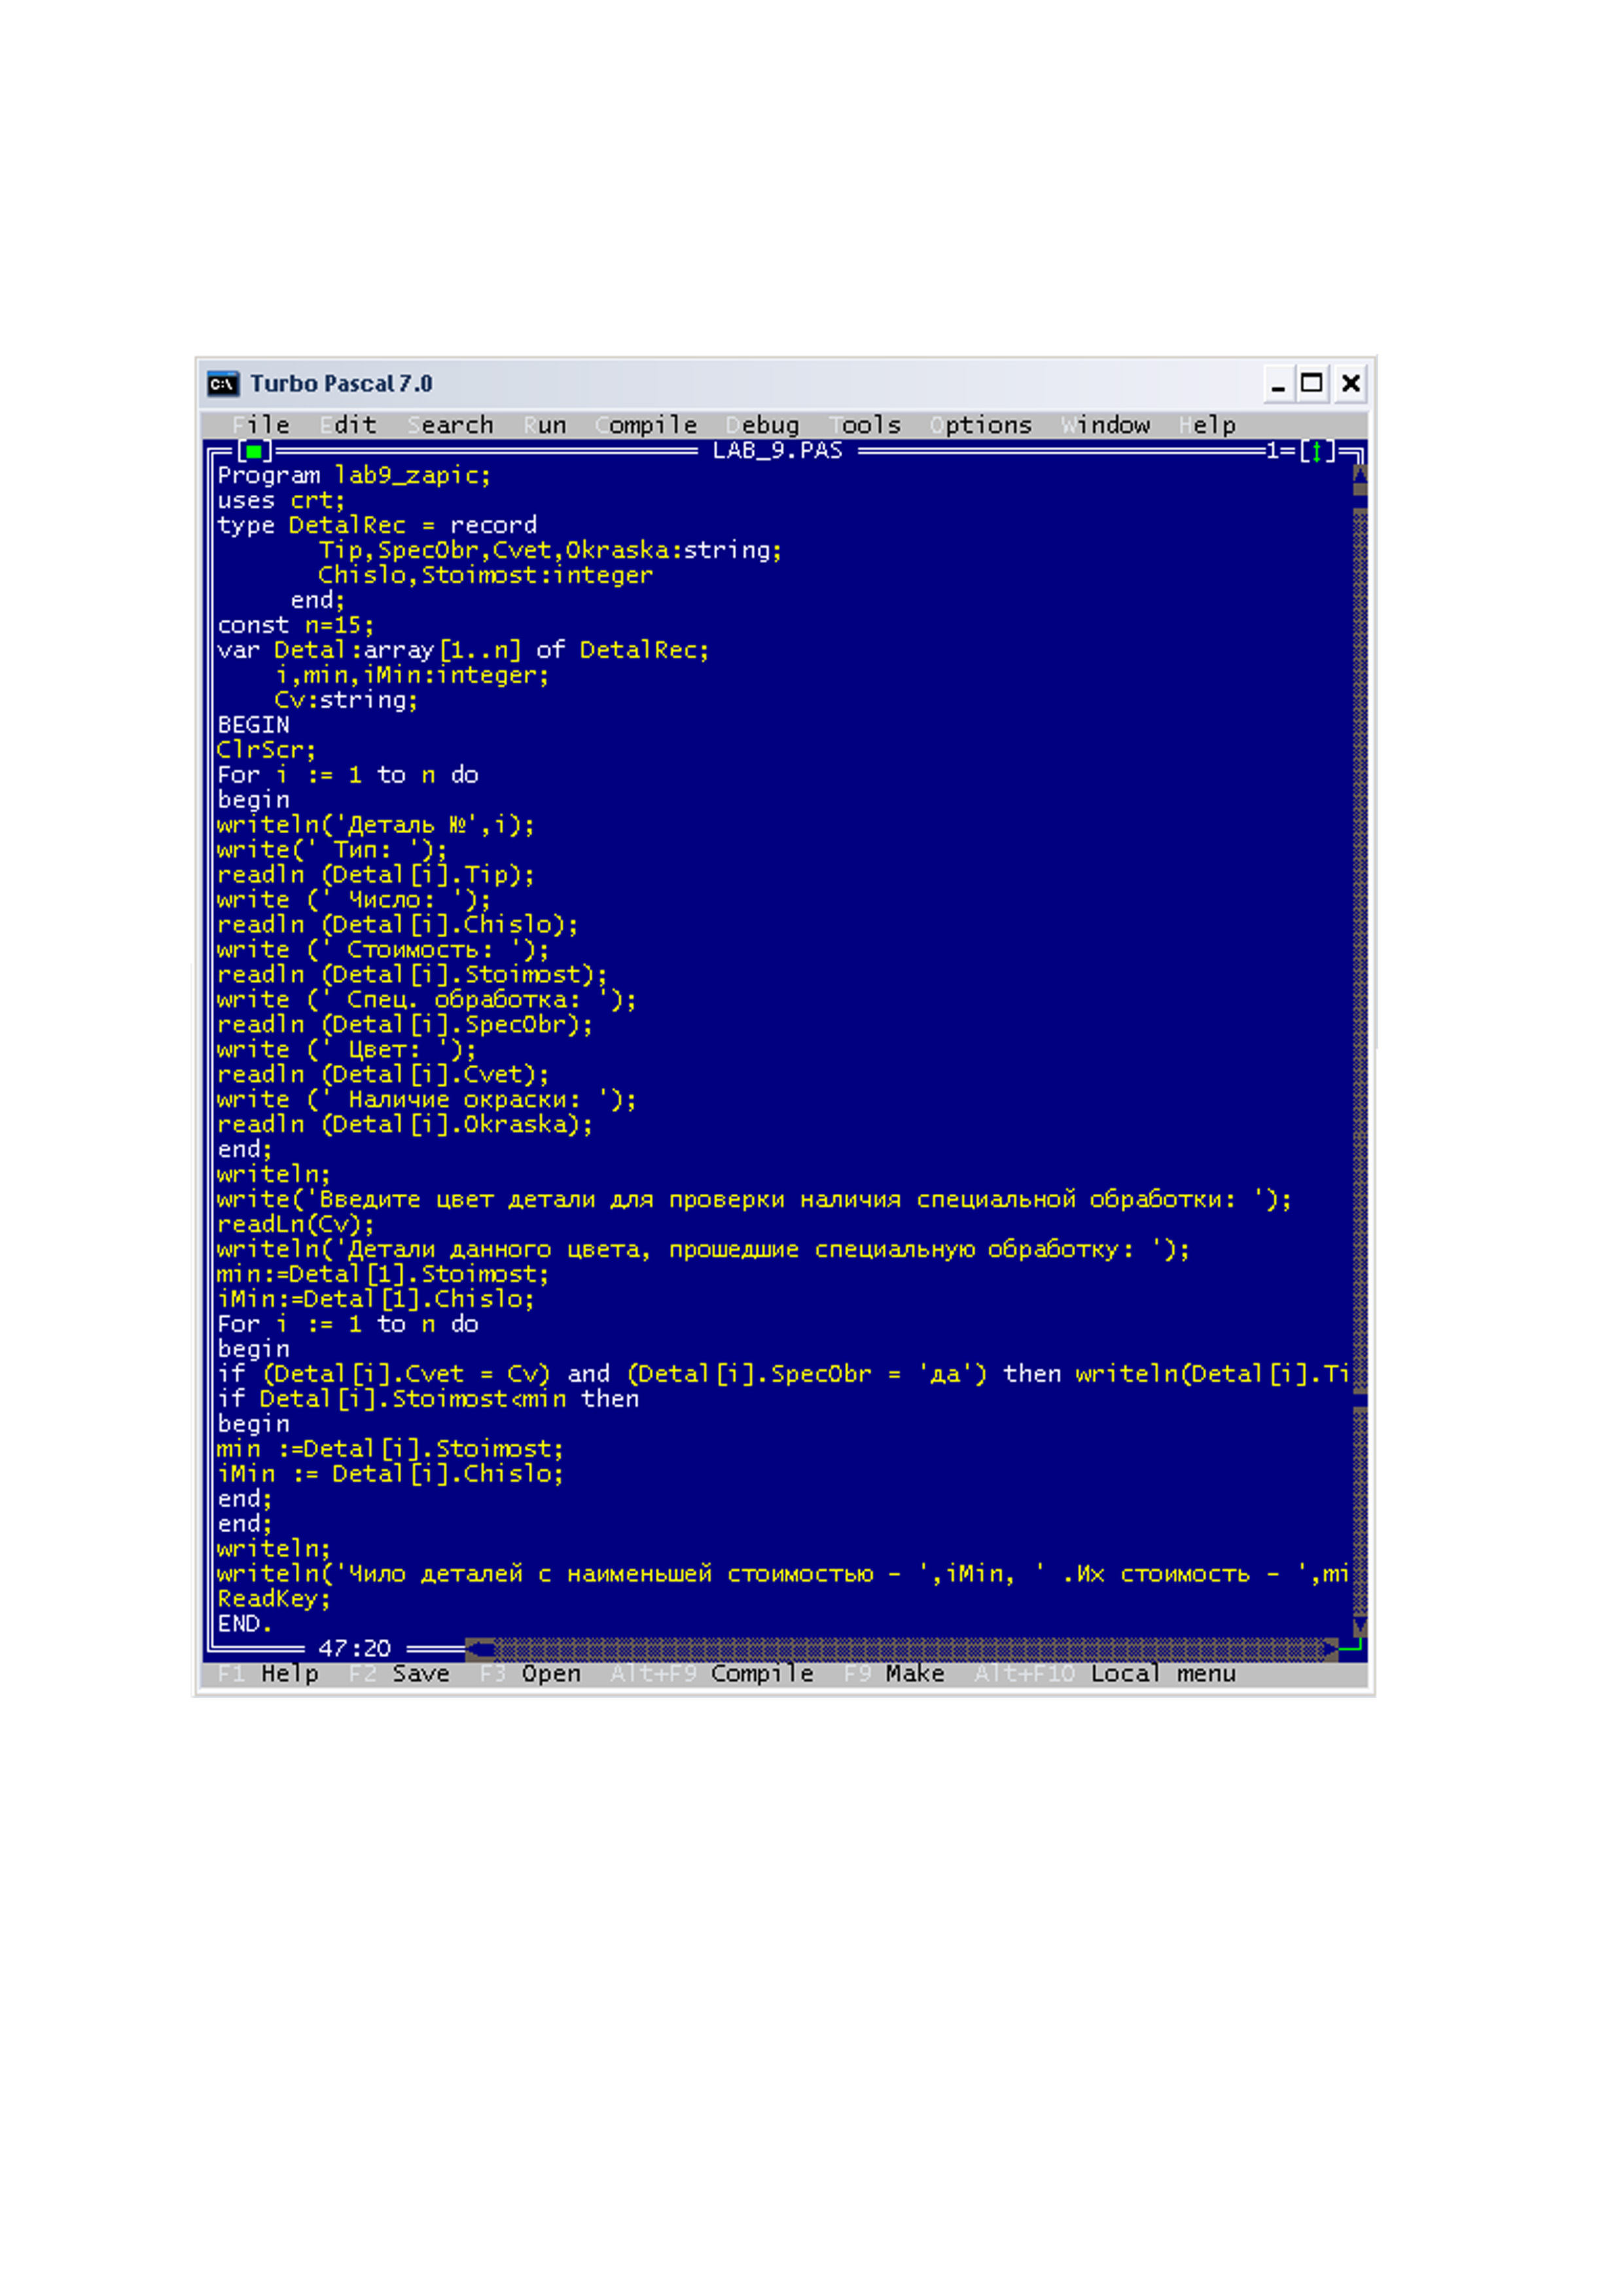 Turbo Pascal 7.0
File Edit Search Run Compile Debug Tools Options Window Help
LAB_9.PAS 1=[↕]
Program lab9_zapic;
uses crt;
type DetalRec = record
Tip,SpecObr,Cvet,Okraska:string;
Chislo,Stoimost:integer
end;
const n=15;
var Detal:array[1..n] of DetalRec;
i,min,iMin:integer;
Cv:string;
BEGIN
ClrScr;
For i := 1 to n do
begin
writeln('Деталь №',i);
write(' Тип: ');
readln (Detal[i].Tip);
write (' Число: ');
readln (Detal[i].Chislo);
write (' Стоимость: ');
readln (Detal[i].Stoimost);
write (' Спец. обработка: ');
readln (Detal[i].SpecObr);
write (' Цвет: ');
readln (Detal[i].Cvet);
write (' Наличие окраски: ');
readln (Detal[i].Okraska);
end;
writeln;
write('Введите цвет детали для проверки наличия специальной обработки: ');
readLn(Cv);
writeln('Детали данного цвета, прошедшие специальную обработку: ');
min:=Detal[1].Stoimost;
iMin:=Detal[1].Chislo;
For i := 1 to n do
begin
if (Detal[i].Cvet = Cv) and (Detal[i].SpecObr = 'да') then writeln(Detal[i].Ti
if Detal[i].Stoimost<min then
begin
min :=Detal[i].Stoimost;
iMin := Detal[i].Chislo;
end;
end;
writeln;
writeln('Чило деталей с наименьшей стоимостью - ',iMin, ' .Их стоимость - ',mi
ReadKey;
END.
47:20
F1 Help F2 Save F3 Open Alt+F9 Compile F9 Make Alt+F10 Local menu